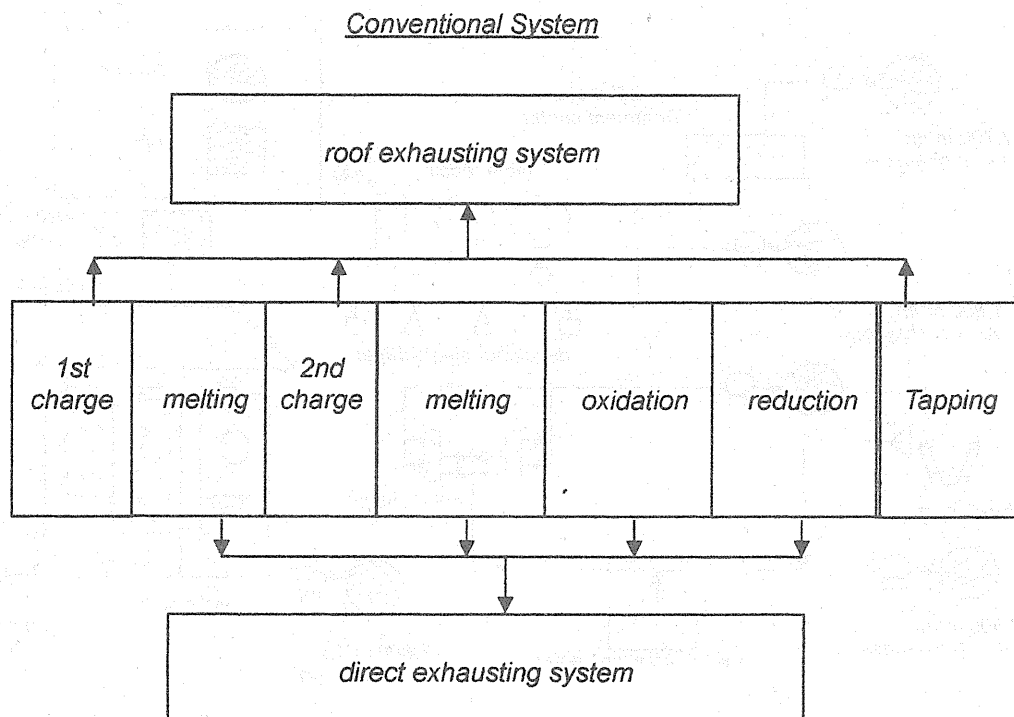 Conventional System
roof exhausting system
1st
charge
melting
2nd
charge
melting
oxidation
reduction
Tapping
direct exhausting system